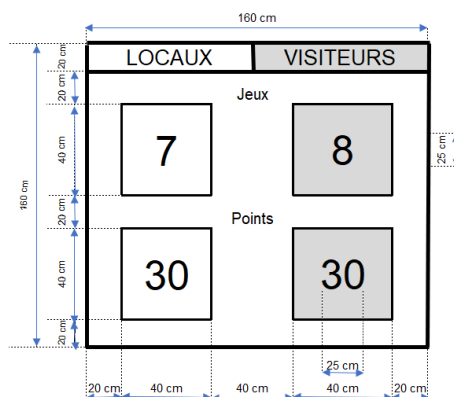 160 cm
20 cm
LOCAUX VISITEURS
20 cm
Jeux
40 cm
7 8
25 cm
160 cm
20 cm
Points
40 cm
30 30
20 cm
25 cm
20 cm 40 cm 40 cm 40 cm 20 cm